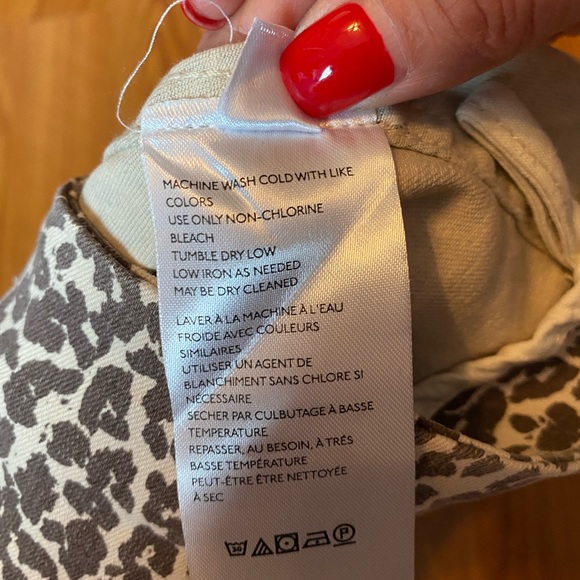 MACHINE WASH COLD WITH LIKE
COLORS
USE ONLY NON-CHLORINE
BLEACH
TUMBLE DRY LOW
LOW IRON AS NEEDED
MAY BE DRY CLEANED
LAVER À LA MACHINE À L'EAU
FROIDE AVEC COULEURS
SIMILAIRES
UTILISER UN AGENT DE
BLANCHIMENT SANS CHLORE SI
NÉCESSAIRE
SECHER PAR CULBUTAGE À BASSE
TEMPERATURE
REPASSER, AU BESOIN, À TRÉS
BASSE TEMPÉRATURE
PEUT-ÊTRE ÊTRE NETTOYÉE
À SEC
30 P